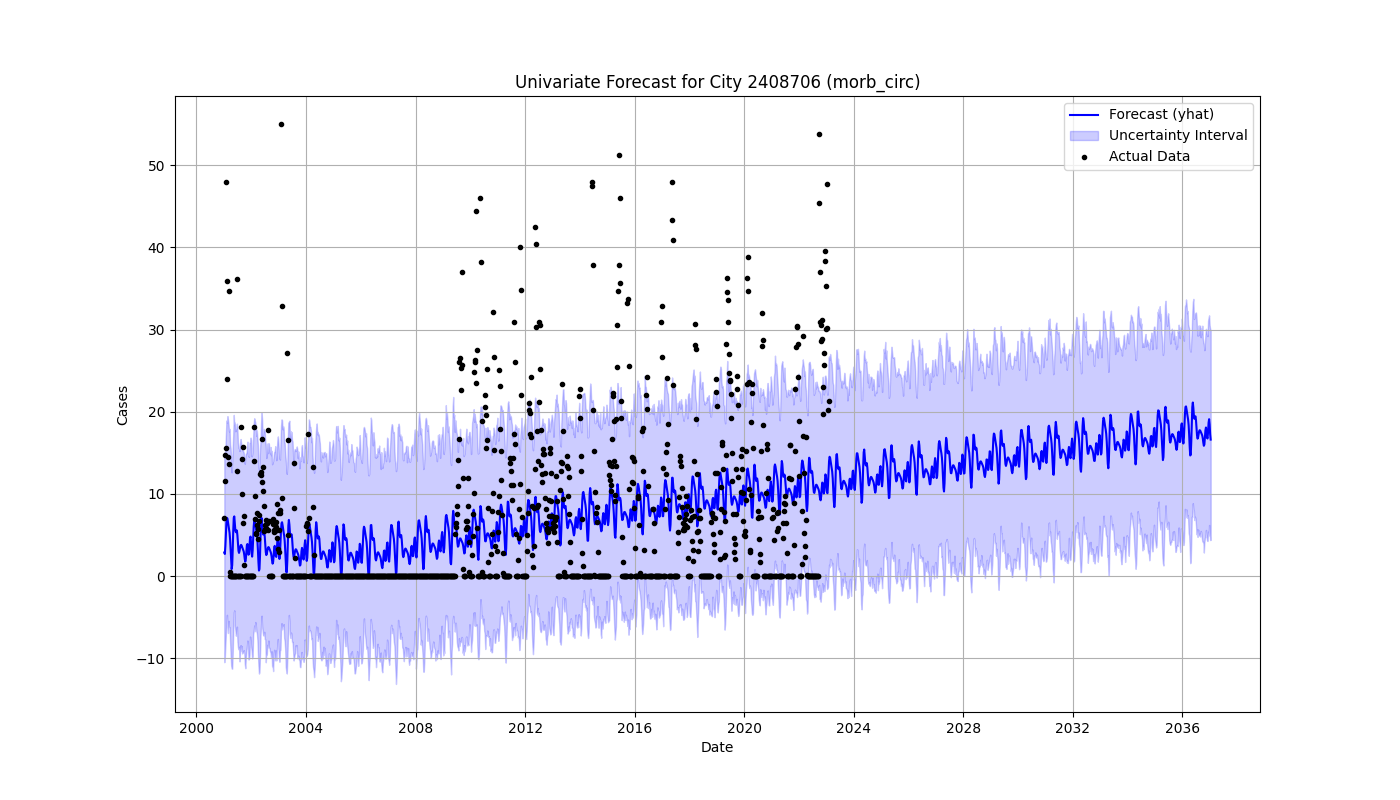 Univariate Forecast for City 2408706 (morb_circ)
Forecast (yhat)
Uncertainty Interval
Actual Data
Cases
50
40
30
20
10
0
−10
2000 2004 2008 2012 2016 2020 2024 2028 2032 2036
Date